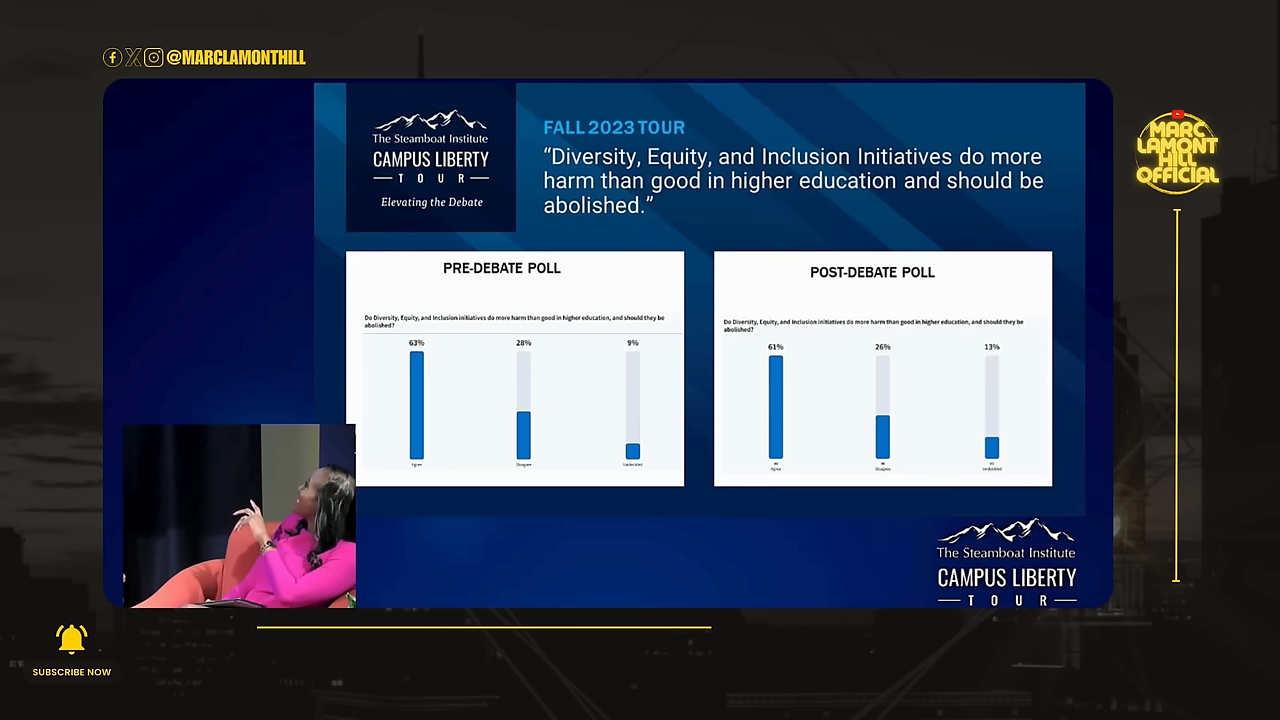 @MARCLAMONTHILL
The Steamboat Institute
CAMPUS LIBERTY
TOUR
Elevating the Debate
FALL 2023 TOUR
“Diversity, Equity, and Inclusion Initiatives do more
harm than good in higher education and should be
abolished.”
MARC
LAMONT
HILL
OFFICIAL
PRE-DEBATE POLL
Do Diversity, Equity, and Inclusion initiatives do more harm than good in higher education, and should they be
abolished?
63% 28% 9%
Agree Disagree Undecided
POST-DEBATE POLL
Do Diversity, Equity, and Inclusion initiatives do more harm than good in higher education, and should they be
abolished?
61% 26% 13%
Agree Disagree Undecided
The Steamboat Institute
CAMPUS LIBERTY
TOUR
SUBSCRIBE NOW